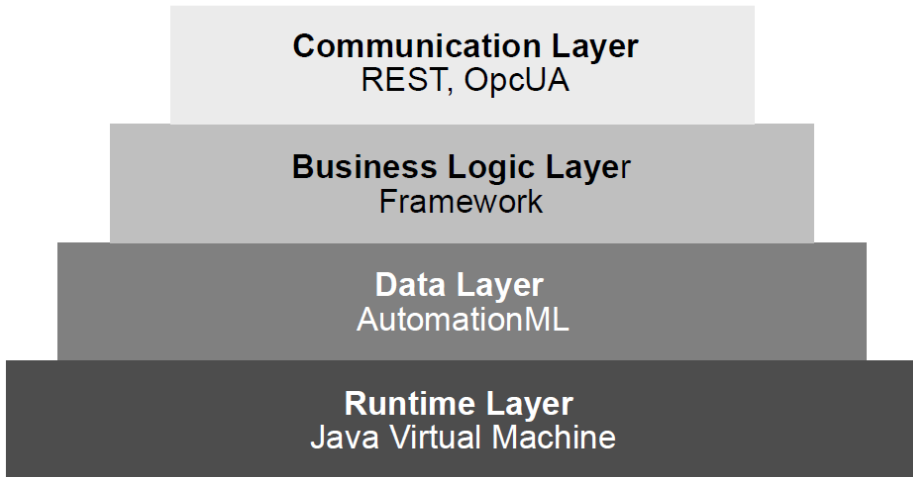 Communication Layer
REST, OpcUA
Business Logic Layer
Framework
Data Layer
AutomationML
Runtime Layer
Java Virtual Machine